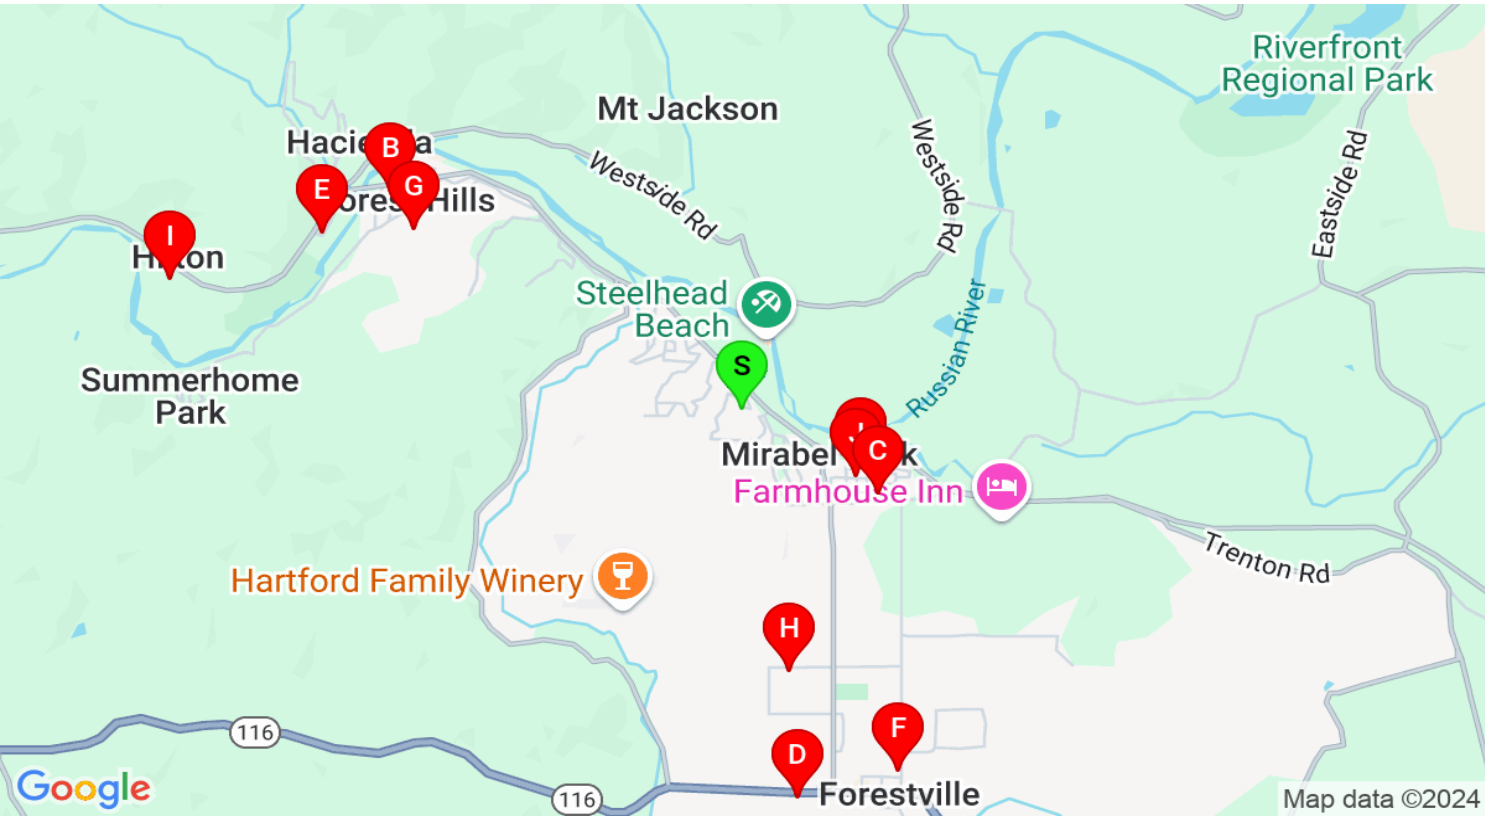 Riverfront
Regional Park
Mt Jackson
Westside Rd
Westside Rd
Eastside Rd
B
G
E
Hills
I
Steelhead
Beach
Russian River
S
Summerhome
Park
J
C
Mirabel
Farmhouse Inn
Trenton Rd
Hartford Family Winery
H
F
D
116
116
Forestville
Google
Map data ©2024